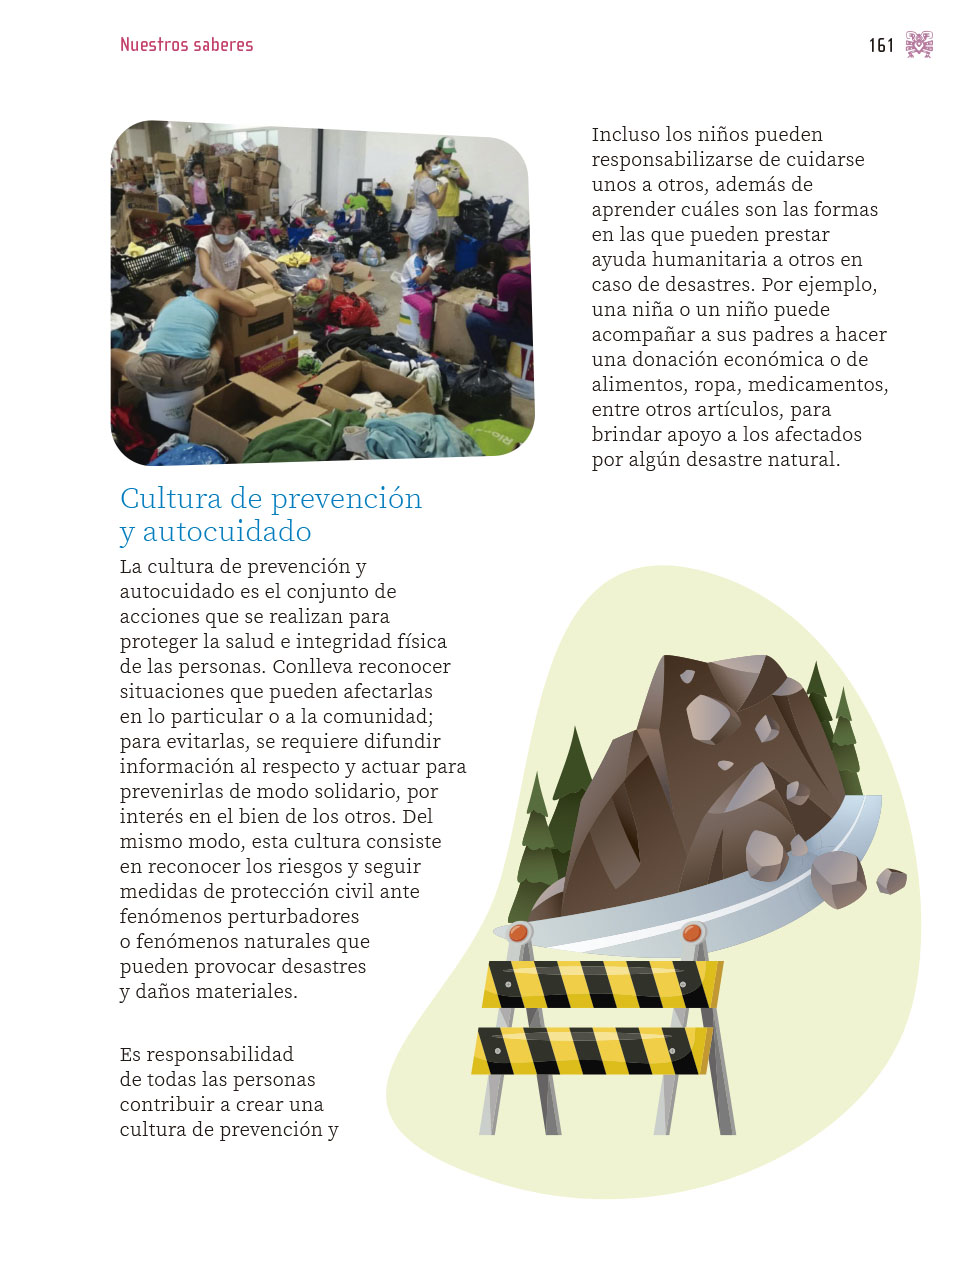 Nuestros saberes
161
Incluso los niños pueden
responsabilizarse de cuidarse
unos a otros, además de
aprender cuáles son las formas
en las que pueden prestar
ayuda humanitaria a otros en
caso de desastres. Por ejemplo,
una niña o un niño puede
acompañar a sus padres a hacer
una donación económica o de
alimentos, ropa, medicamentos,
entre otros artículos, para
brindar apoyo a los afectados
por algún desastre natural.
Cultura de prevención
y autocuidado
La cultura de prevención y
autocuidado es el conjunto de
acciones que se realizan para
proteger la salud e integridad física
de las personas. Conlleva reconocer
situaciones que pueden afectarlas
en lo particular o a la comunidad;
para evitarlas, se requiere difundir
información al respecto y actuar para
prevenirlas de modo solidario, por
interés en el bien de los otros. Del
mismo modo, esta cultura consiste
en reconocer los riesgos y seguir
medidas de protección civil ante
fenómenos perturbadores
o fenómenos naturales que
pueden provocar desastres
y daños materiales.
Es responsabilidad
de todas las personas
contribuir a crear una
cultura de prevención y